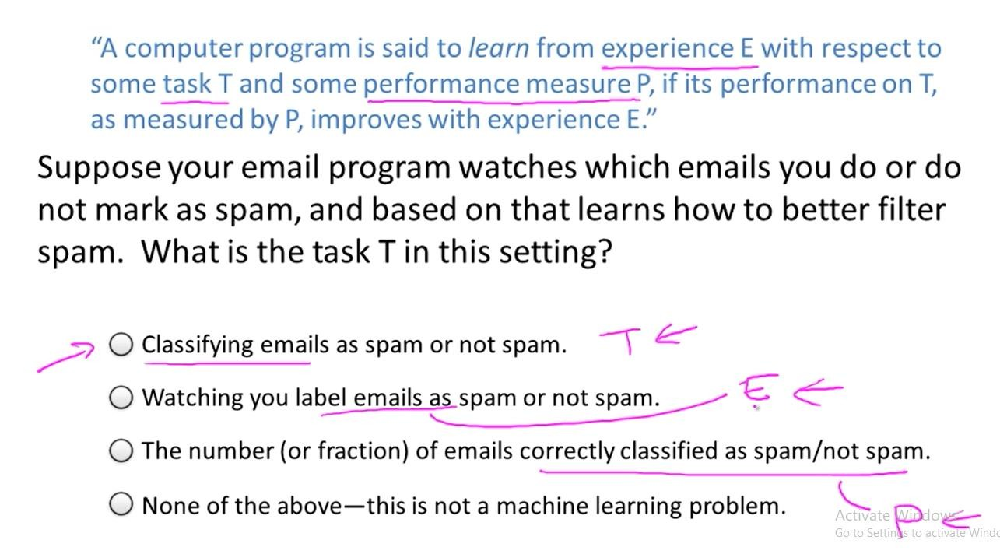 “A computer program is said to learn from experience E with respect to
some task T and some performance measure P, if its performance on T,
as measured by P, improves with experience E.”
Suppose your email program watches which emails you do or do
not mark as spam, and based on that learns how to better filter
spam. What is the task T in this setting?
Classifying emails as spam or not spam. T
Watching you label emails as spam or not spam. E
The number (or fraction) of emails correctly classified as spam/not spam.
None of the above—this is not a machine learning problem.
P
Activate Windows
Go to Settings to activate Windo